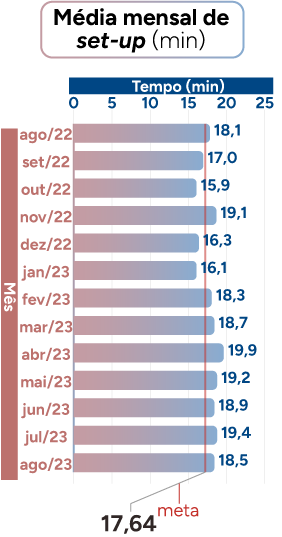 Média mensal de
set-up (min)
Tempo (min)
0 5 10 15 20 25
Mês
ago/22 18,1
set/22 17,0
out/22 15,9
nov/22 19,1
dez/22 16,3
jan/23 16,1
fev/23 18,3
mar/23 18,7
abr/23 19,9
mai/23 19,2
jun/23 18,9
jul/23 19,4
ago/23 18,5
meta
17,64